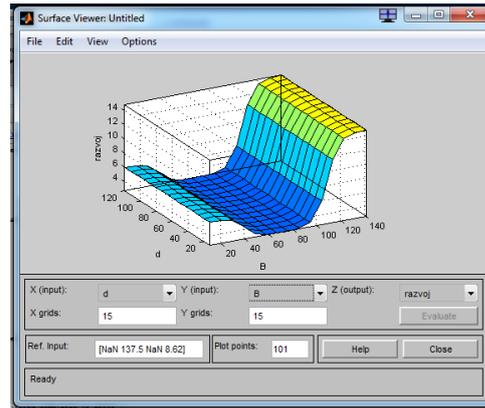 Surface Viewer: Untitled
File Edit View Options
14
12
10
8
6
4
razvoj
120
100
80
60
40
20
d
20
40
60
80
100
120
140
B
X (input): d Y (input): B Z (output): razvoj
X grids: 15 Y grids: 15 Evaluate
Ref. Input: [NaN 137.5 NaN 8.62] Plot points: 101 Help Close
Ready